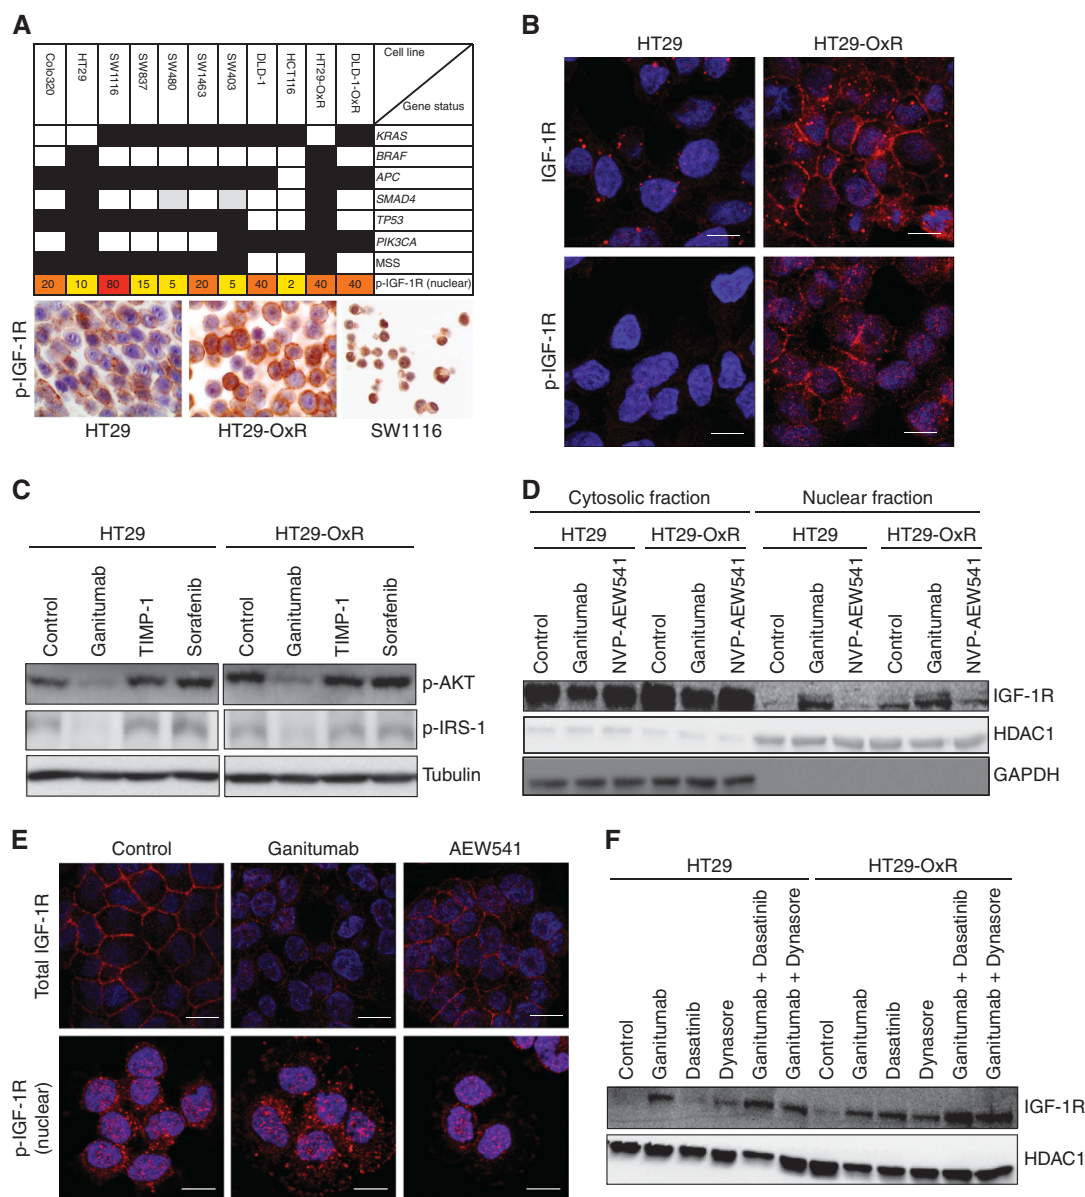 A
Colo320
HT29
SW1116
SW837
SW480
SW1463
SW403
DLD-1
HCT116
HT29-OxR
DLD-1-OxR
Cell line
Gene status
KRAS
BRAF
APC
SMAD4
TP53
PIK3CA
MSS
20 10 80 15 5 20 5 40 2 40 40 p-IGF-1R (nuclear)
p-IGF-1R
HT29 HT29-OxR SW1116
B
HT29 HT29-OxR
IGF-1R
p-IGF-1R
C
HT29 HT29-OxR
Control
Ganitumab
TIMP-1
Sorafenib
Control
Ganitumab
TIMP-1
Sorafenib
p-AKT
p-IRS-1
Tubulin
D
Cytosolic fraction Nuclear fraction
HT29 HT29-OxR HT29 HT29-OxR
Control
Ganitumab
NVP-AEW541
Control
Ganitumab
NVP-AEW541
Control
Ganitumab
NVP-AEW541
Control
Ganitumab
NVP-AEW541
IGF-1R
HDAC1
GAPDH
E
Control Ganitumab AEW541
Total IGF-1R
p-IGF-1R
(nuclear)
F
HT29 HT29-OxR
Control
Ganitumab
Dasatinib
Dynasore
Ganitumab + Dasatinib
Ganitumab + Dynasore
Control
Ganitumab
Dasatinib
Dynasore
Ganitumab + Dasatinib
Ganitumab + Dynasore
IGF-1R
HDAC1